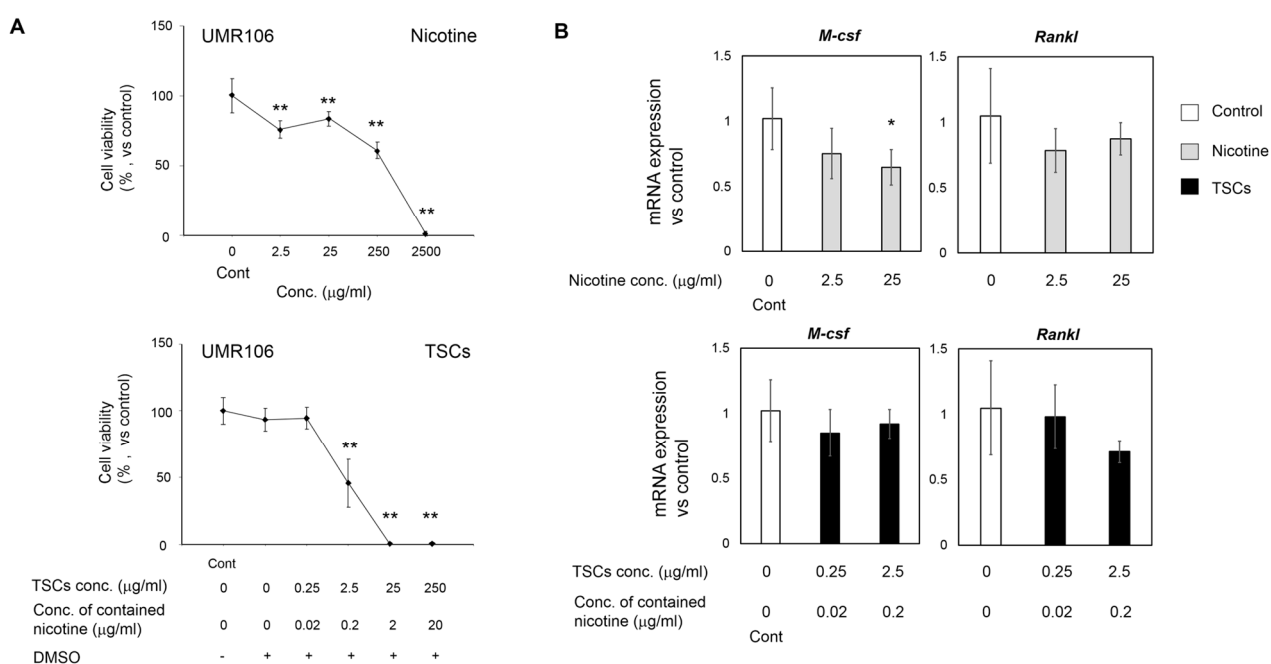 A
UMR106 Nicotine
150
100
50
0
Cell viability
(% , vs control)
**
**
**
**
0 2.5 25 250 2500
Cont
Conc. (μg/ml)
UMR106 TSCs
150
100
50
0
Cell viability
(% , vs control)
**
**
**
Cont
TSCs conc. (μg/ml) 0 0 0.25 2.5 25 250
Conc. of contained
nicotine (μg/ml) 0 0 0.02 0.2 2 20
DMSO - + + + + +
B
M-csf
1.5
1
0.5
0
mRNA expression
vs control
*
Rankl
1.5
1
0.5
0
Control
Nicotine
TSCs
Nicotine conc. (μg/ml) 0 2.5 25 0 2.5 25
Cont
M-csf
1.5
1
0.5
0
mRNA expression
vs control
Rankl
1.5
1
0.5
0
TSCs conc. (μg/ml) 0 0.25 2.5 0 0.25 2.5
Conc. of contained
nicotine (μg/ml) 0 0.02 0.2 0 0.02 0.2
Cont